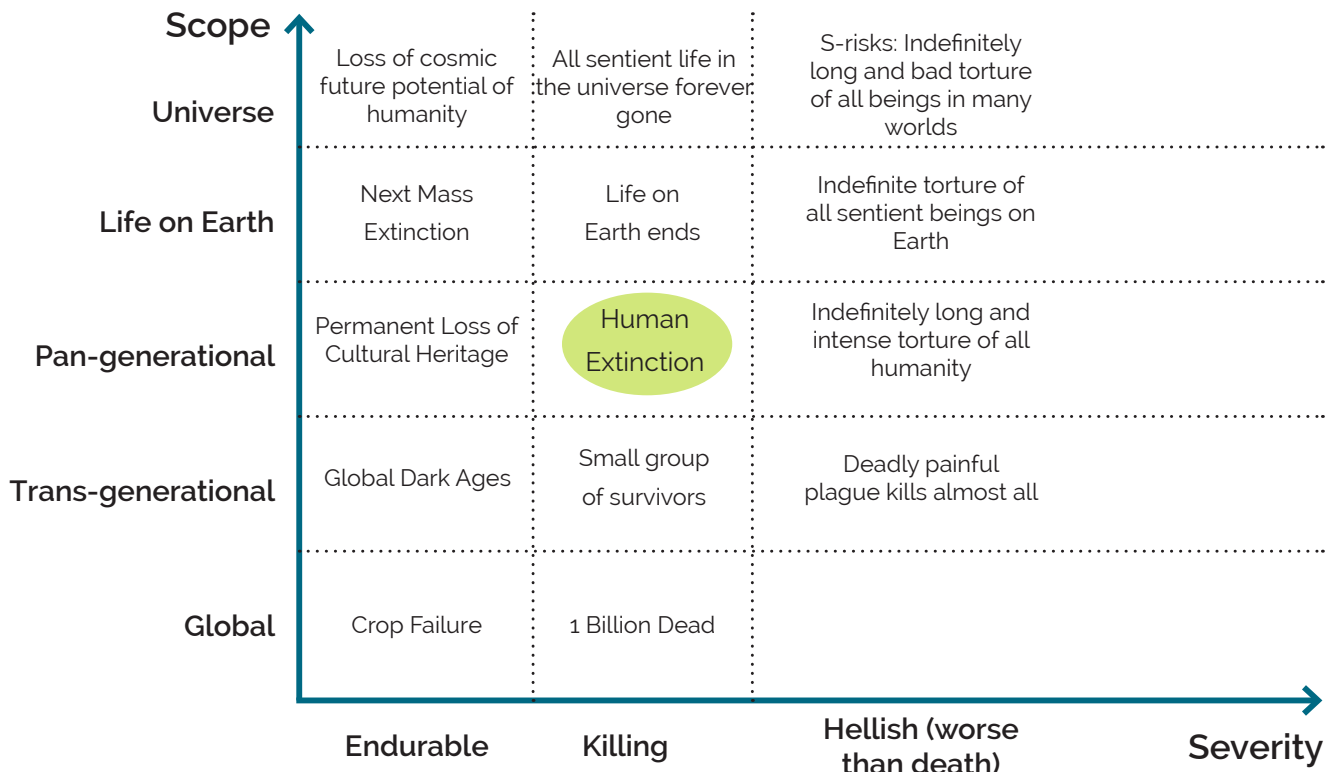 Scope
Universe
Loss of cosmic
future potential of
humanity
All sentient life in
the universe forever
gone
S-risks: Indefinitely
long and bad torture
of all beings in many
worlds
Life on Earth
Next Mass
Extinction
Life on
Earth ends
Indefinite torture of
all sentient beings on
Earth
Pan-generational
Permanent Loss of
Cultural Heritage
Human
Extinction
Indefinitely long and
intense torture of all
humanity
Trans-generational
Global Dark Ages
Small group
of survivors
Deadly painful
plague kills almost all
Global
Crop Failure
1 Billion Dead
Endurable
Killing
Hellish (worse
than death)
Severity